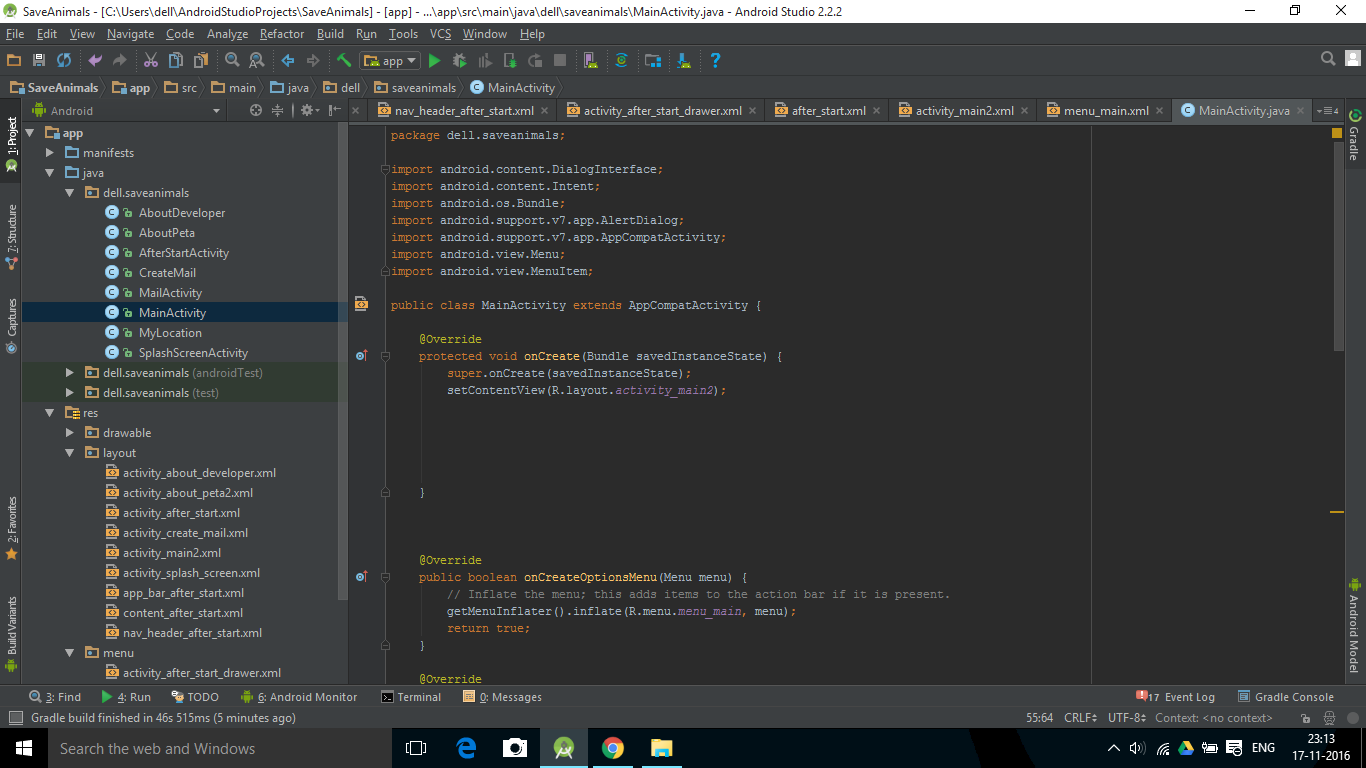 SaveAnimals - [C:\Users\dell\AndroidStudioProjects\SaveAnimals] - [app] - ...\app\src\main\java\dell\saveanimals\MainActivity.java - Android Studio 2.2.2
File Edit View Navigate Code Analyze Refactor Build Run Tools VCS Window Help
app
SaveAnimals app src main java dell saveanimals MainActivity
Android
nav_header_after_start.xml activity_after_start_drawer.xml after_start.xml activity_main2.xml menu_main.xml MainActivity.java 4
1: Project
7: Structure
Captures
2: Favorites
Build Variants
app
manifests
java
dell.saveanimals
AboutDeveloper
AboutPeta
AfterStartActivity
CreateMail
MailActivity
MainActivity
MyLocation
SplashScreenActivity
dell.saveanimals (androidTest)
dell.saveanimals (test)
res
drawable
layout
activity_about_developer.xml
activity_about_peta2.xml
activity_after_start.xml
activity_create_mail.xml
activity_main2.xml
activity_splash_screen.xml
app_bar_after_start.xml
content_after_start.xml
nav_header_after_start.xml
menu
activity_after_start_drawer.xml
package dell.saveanimals;
import android.content.DialogInterface;
import android.content.Intent;
import android.os.Bundle;
import android.support.v7.app.AlertDialog;
import android.support.v7.app.AppCompatActivity;
import android.view.Menu;
import android.view.MenuItem;
public class MainActivity extends AppCompatActivity {
@Override
protected void onCreate(Bundle savedInstanceState) {
super.onCreate(savedInstanceState);
setContentView(R.layout.activity_main2);
}
@Override
public boolean onCreateOptionsMenu(Menu menu) {
// Inflate the menu; this adds items to the action bar if it is present.
getMenuInflater().inflate(R.menu.menu_main, menu);
return true;
}
@Override
Gradle
Android Model
3: Find 4: Run TODO 6: Android Monitor Terminal 0: Messages 17 Event Log Gradle Console
Gradle build finished in 46s 515ms (5 minutes ago) 55:64 CRLF UTF-8 Context: <no context>
Search the web and Windows
ENG
23:13
17-11-2016